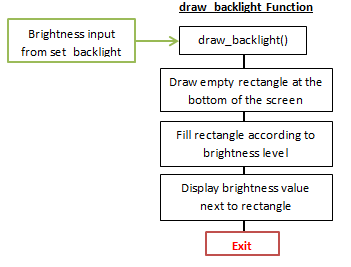 draw_backlight Function
Brightness input
from set_backlight
draw_backlight()
Draw empty rectangle at the
bottom of the screen
Fill rectangle according to
brightness level
Display brightness value
next to rectangle
Exit